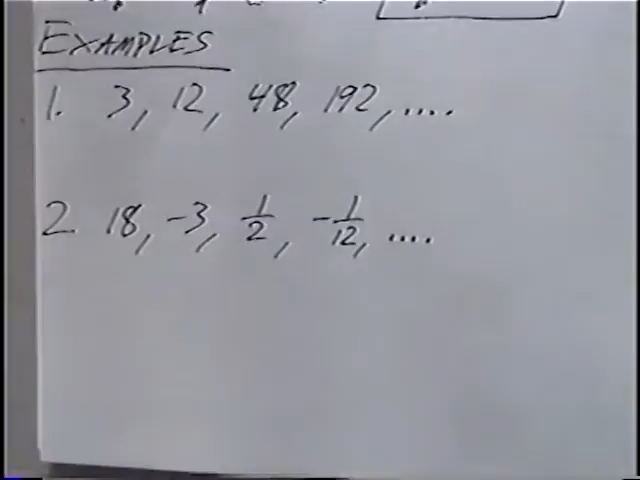 EXAMPLES
1. 3, 12, 48, 192, ....
2. 18, -3, 1/2, -1/12, ....